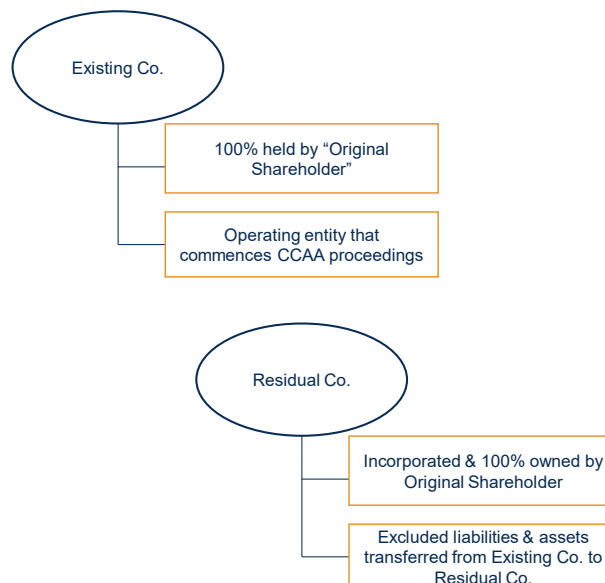 Existing Co.
100% held by “Original
Shareholder”
Operating entity that
commences CCAA proceedings
Residual Co.
Incorporated & 100% owned by
Original Shareholder
Excluded liabilities & assets
transferred from Existing Co. to
Residual Co.